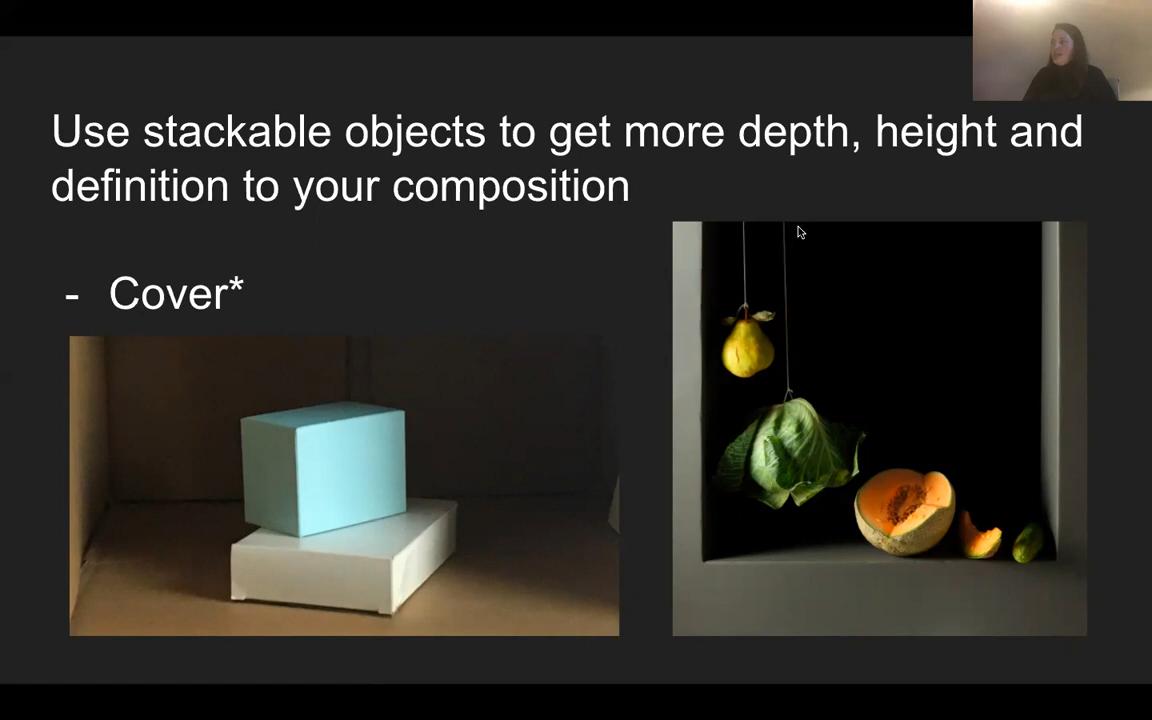 Use stackable objects to get more depth, height and
definition to your composition
- Cover*